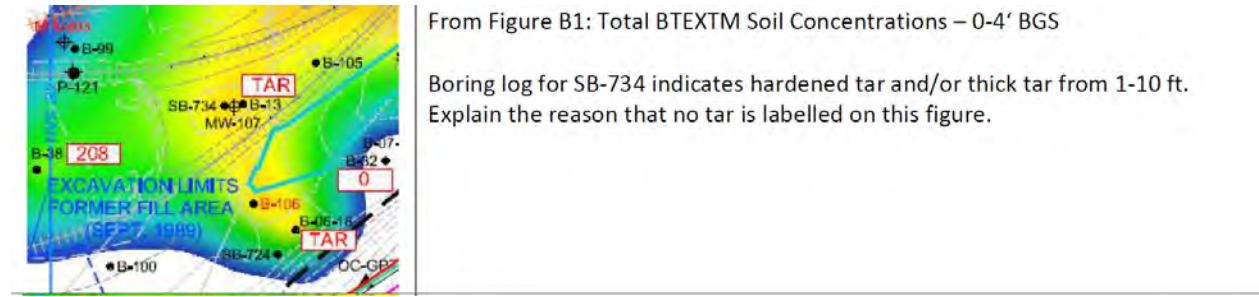 From Figure B1: Total BTEXTM Soil Concentrations – 0-4’ BGS
Boring log for SB-734 indicates hardened tar and/or thick tar from 1-10 ft.
Explain the reason that no tar is labelled on this figure.
B-99
P-121
B-105
TAR
SB-734
B-13
MW-107
B-38
208
B-62
0
EXCAVATION LIMITS
FORMER FILL AREA
(SEPT. 1989)
B-106
B-06-18
TAR
SB-724
B-100